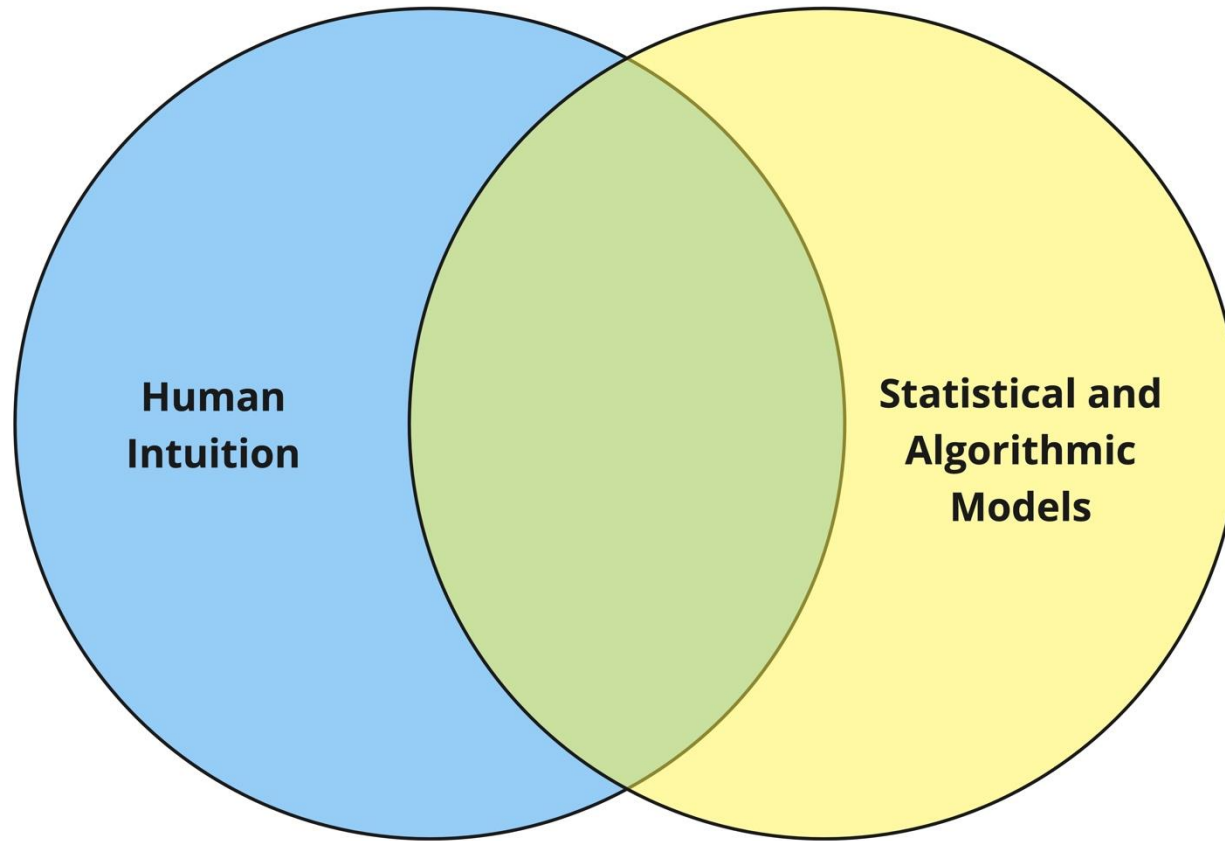 Human
Intuition
Statistical and
Algorithmic
Models